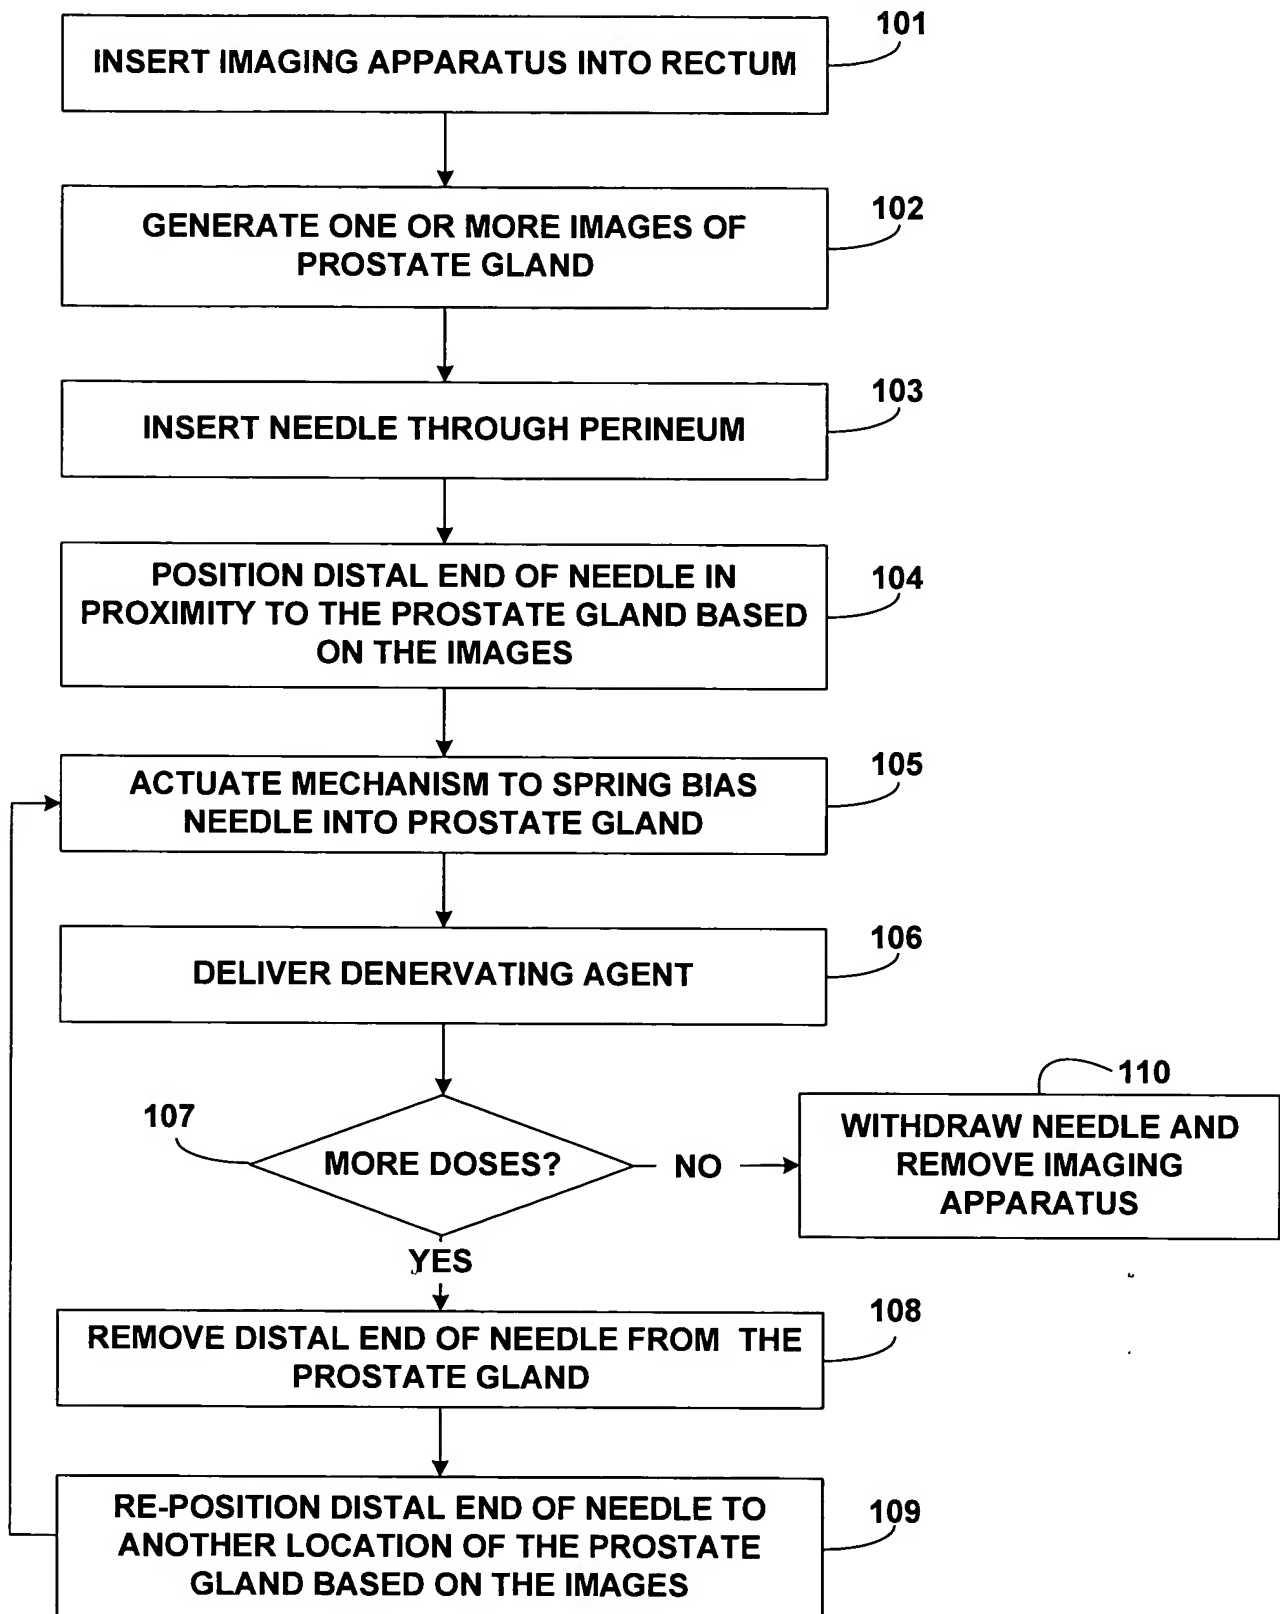 101
INSERT IMAGING APPARATUS INTO RECTUM
102
GENERATE ONE OR MORE IMAGES OF
PROSTATE GLAND
103
INSERT NEEDLE THROUGH PERINEUM
104
POSITION DISTAL END OF NEEDLE IN
PROXIMITY TO THE PROSTATE GLAND BASED
ON THE IMAGES
105
ACTUATE MECHANISM TO SPRING BIAS
NEEDLE INTO PROSTATE GLAND
106
DELIVER DENERVATING AGENT
107
MORE DOSES?
NO
110
WITHDRAW NEEDLE AND
REMOVE IMAGING
APPARATUS
YES
108
REMOVE DISTAL END OF NEEDLE FROM THE
PROSTATE GLAND
109
RE-POSITION DISTAL END OF NEEDLE TO
ANOTHER LOCATION OF THE PROSTATE
GLAND BASED ON THE IMAGES